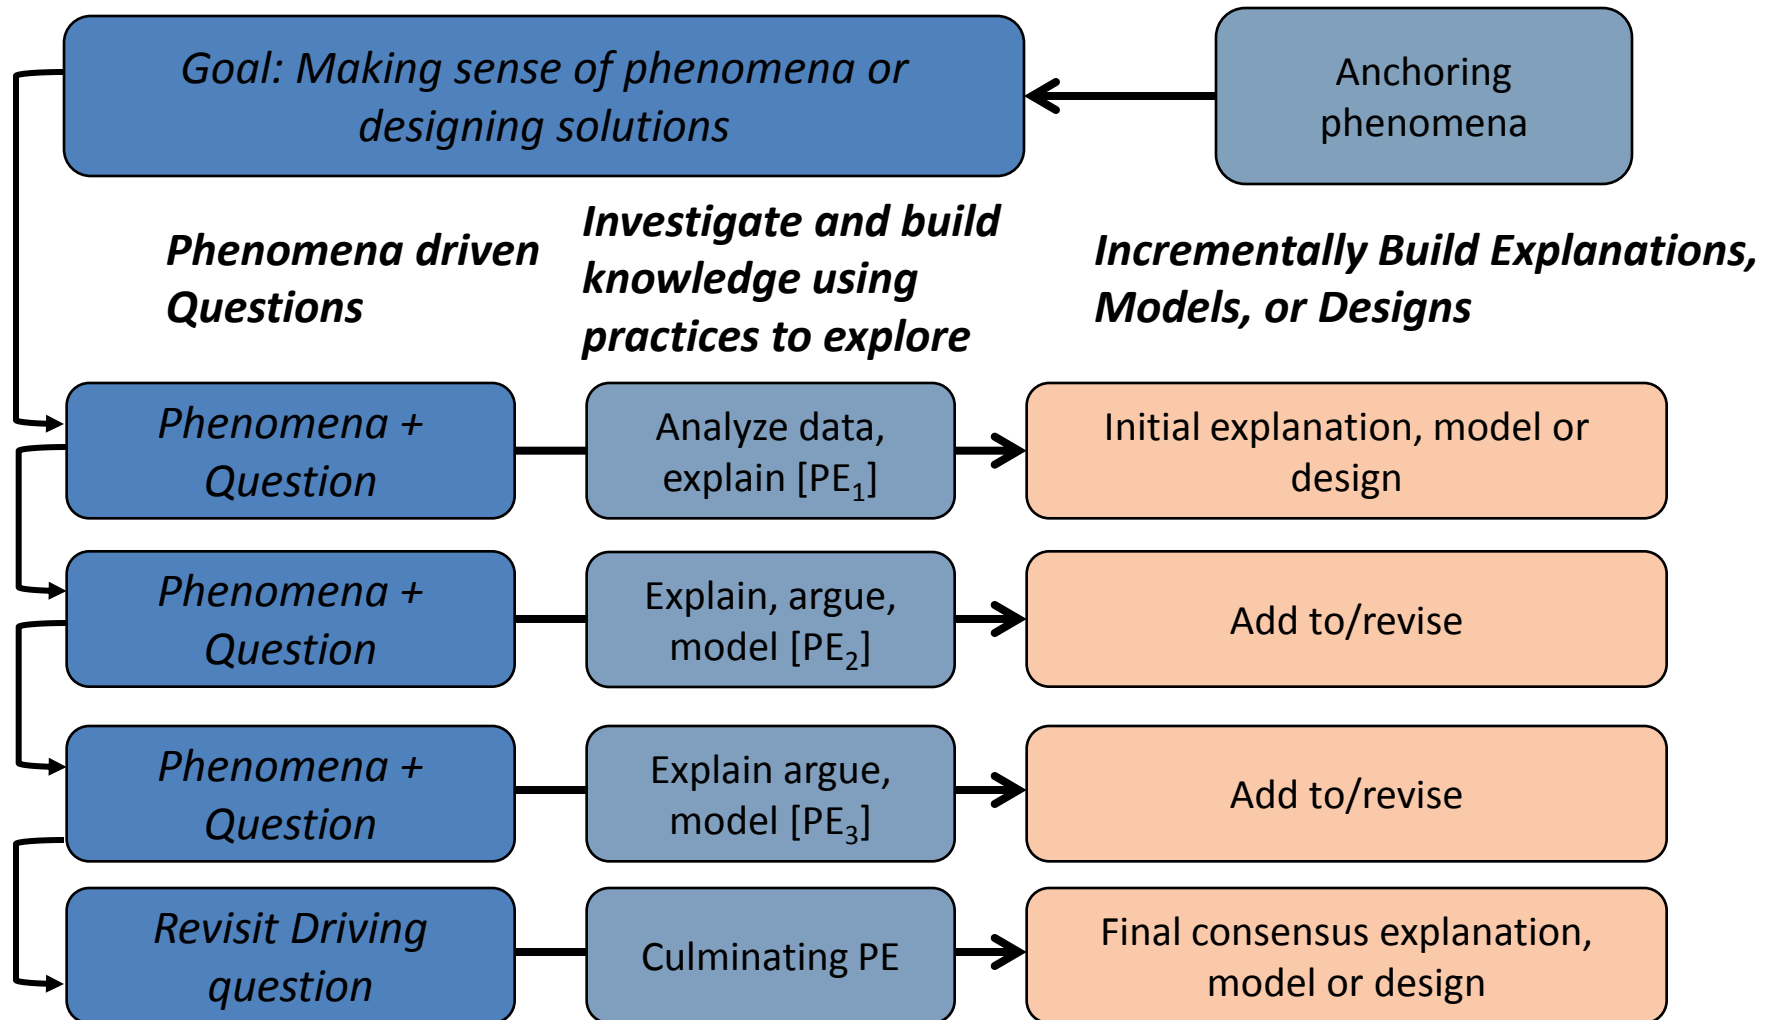 Goal: Making sense of phenomena or
designing solutions
Anchoring
phenomena
Phenomena driven
Questions
Investigate and build
knowledge using
practices to explore
Incrementally Build Explanations,
Models, or Designs
Phenomena +
Question
Analyze data,
explain [PE₁]
Initial explanation, model or
design
Phenomena +
Question
Explain, argue,
model [PE₂]
Add to/revise
Phenomena +
Question
Explain argue,
model [PE₃]
Add to/revise
Revisit Driving
question
Culminating PE
Final consensus explanation,
model or design